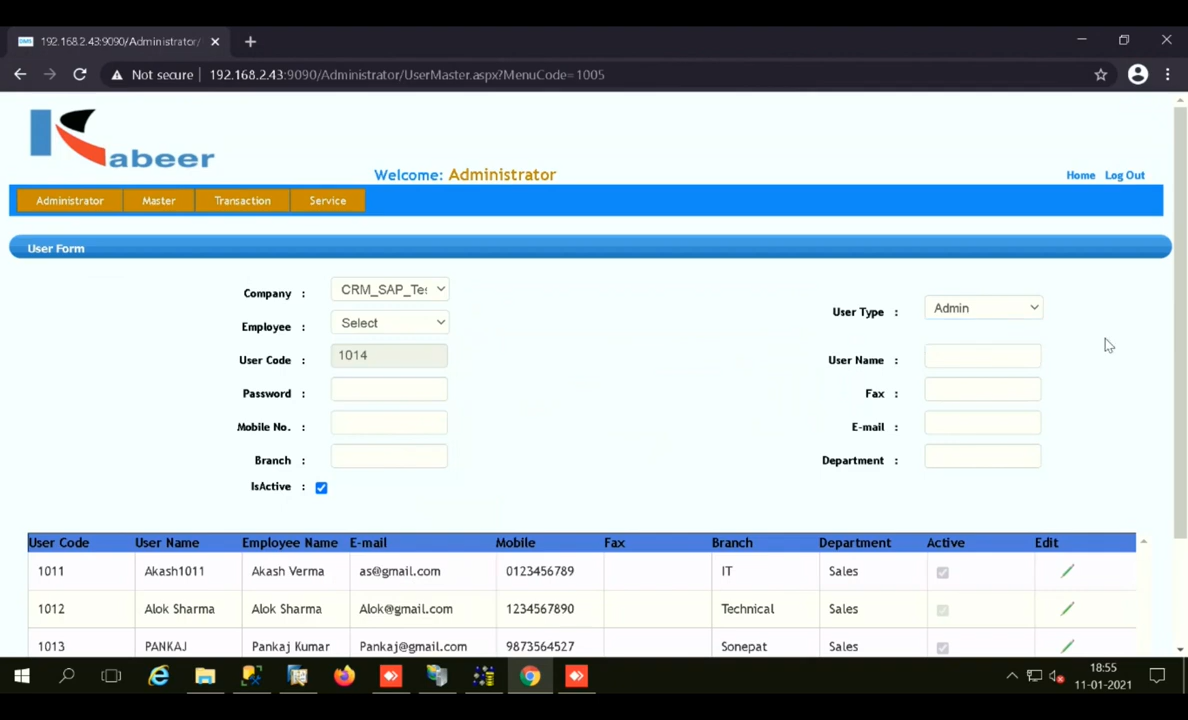 192.168.2.43:9090/Administrator/
Not secure 192.168.2.43:9090/Administrator/UserMaster.aspx?MenuCode=1005
Kabeer
Welcome: Administrator
Home Log Out
Administrator Master Transaction Service
User Form
Company : CRM_SAP_Tes
User Type : Admin
Employee : Select
User Code : 1014
User Name :
Password :
Fax :
Mobile No. :
E-mail :
Branch :
Department :
IsActive :
User Code User Name Employee Name E-mail Mobile Fax Branch Department Active Edit
1011 Akash1011 Akash Verma as@gmail.com 0123456789 IT Sales
1012 Alok Sharma Alok Sharma Alok@gmail.com 1234567890 Technical Sales
1013 PANKAJ Pankaj Kumar Pankaj@gmail.com 9873564527 Sonepat Sales
18:55
11-01-2021